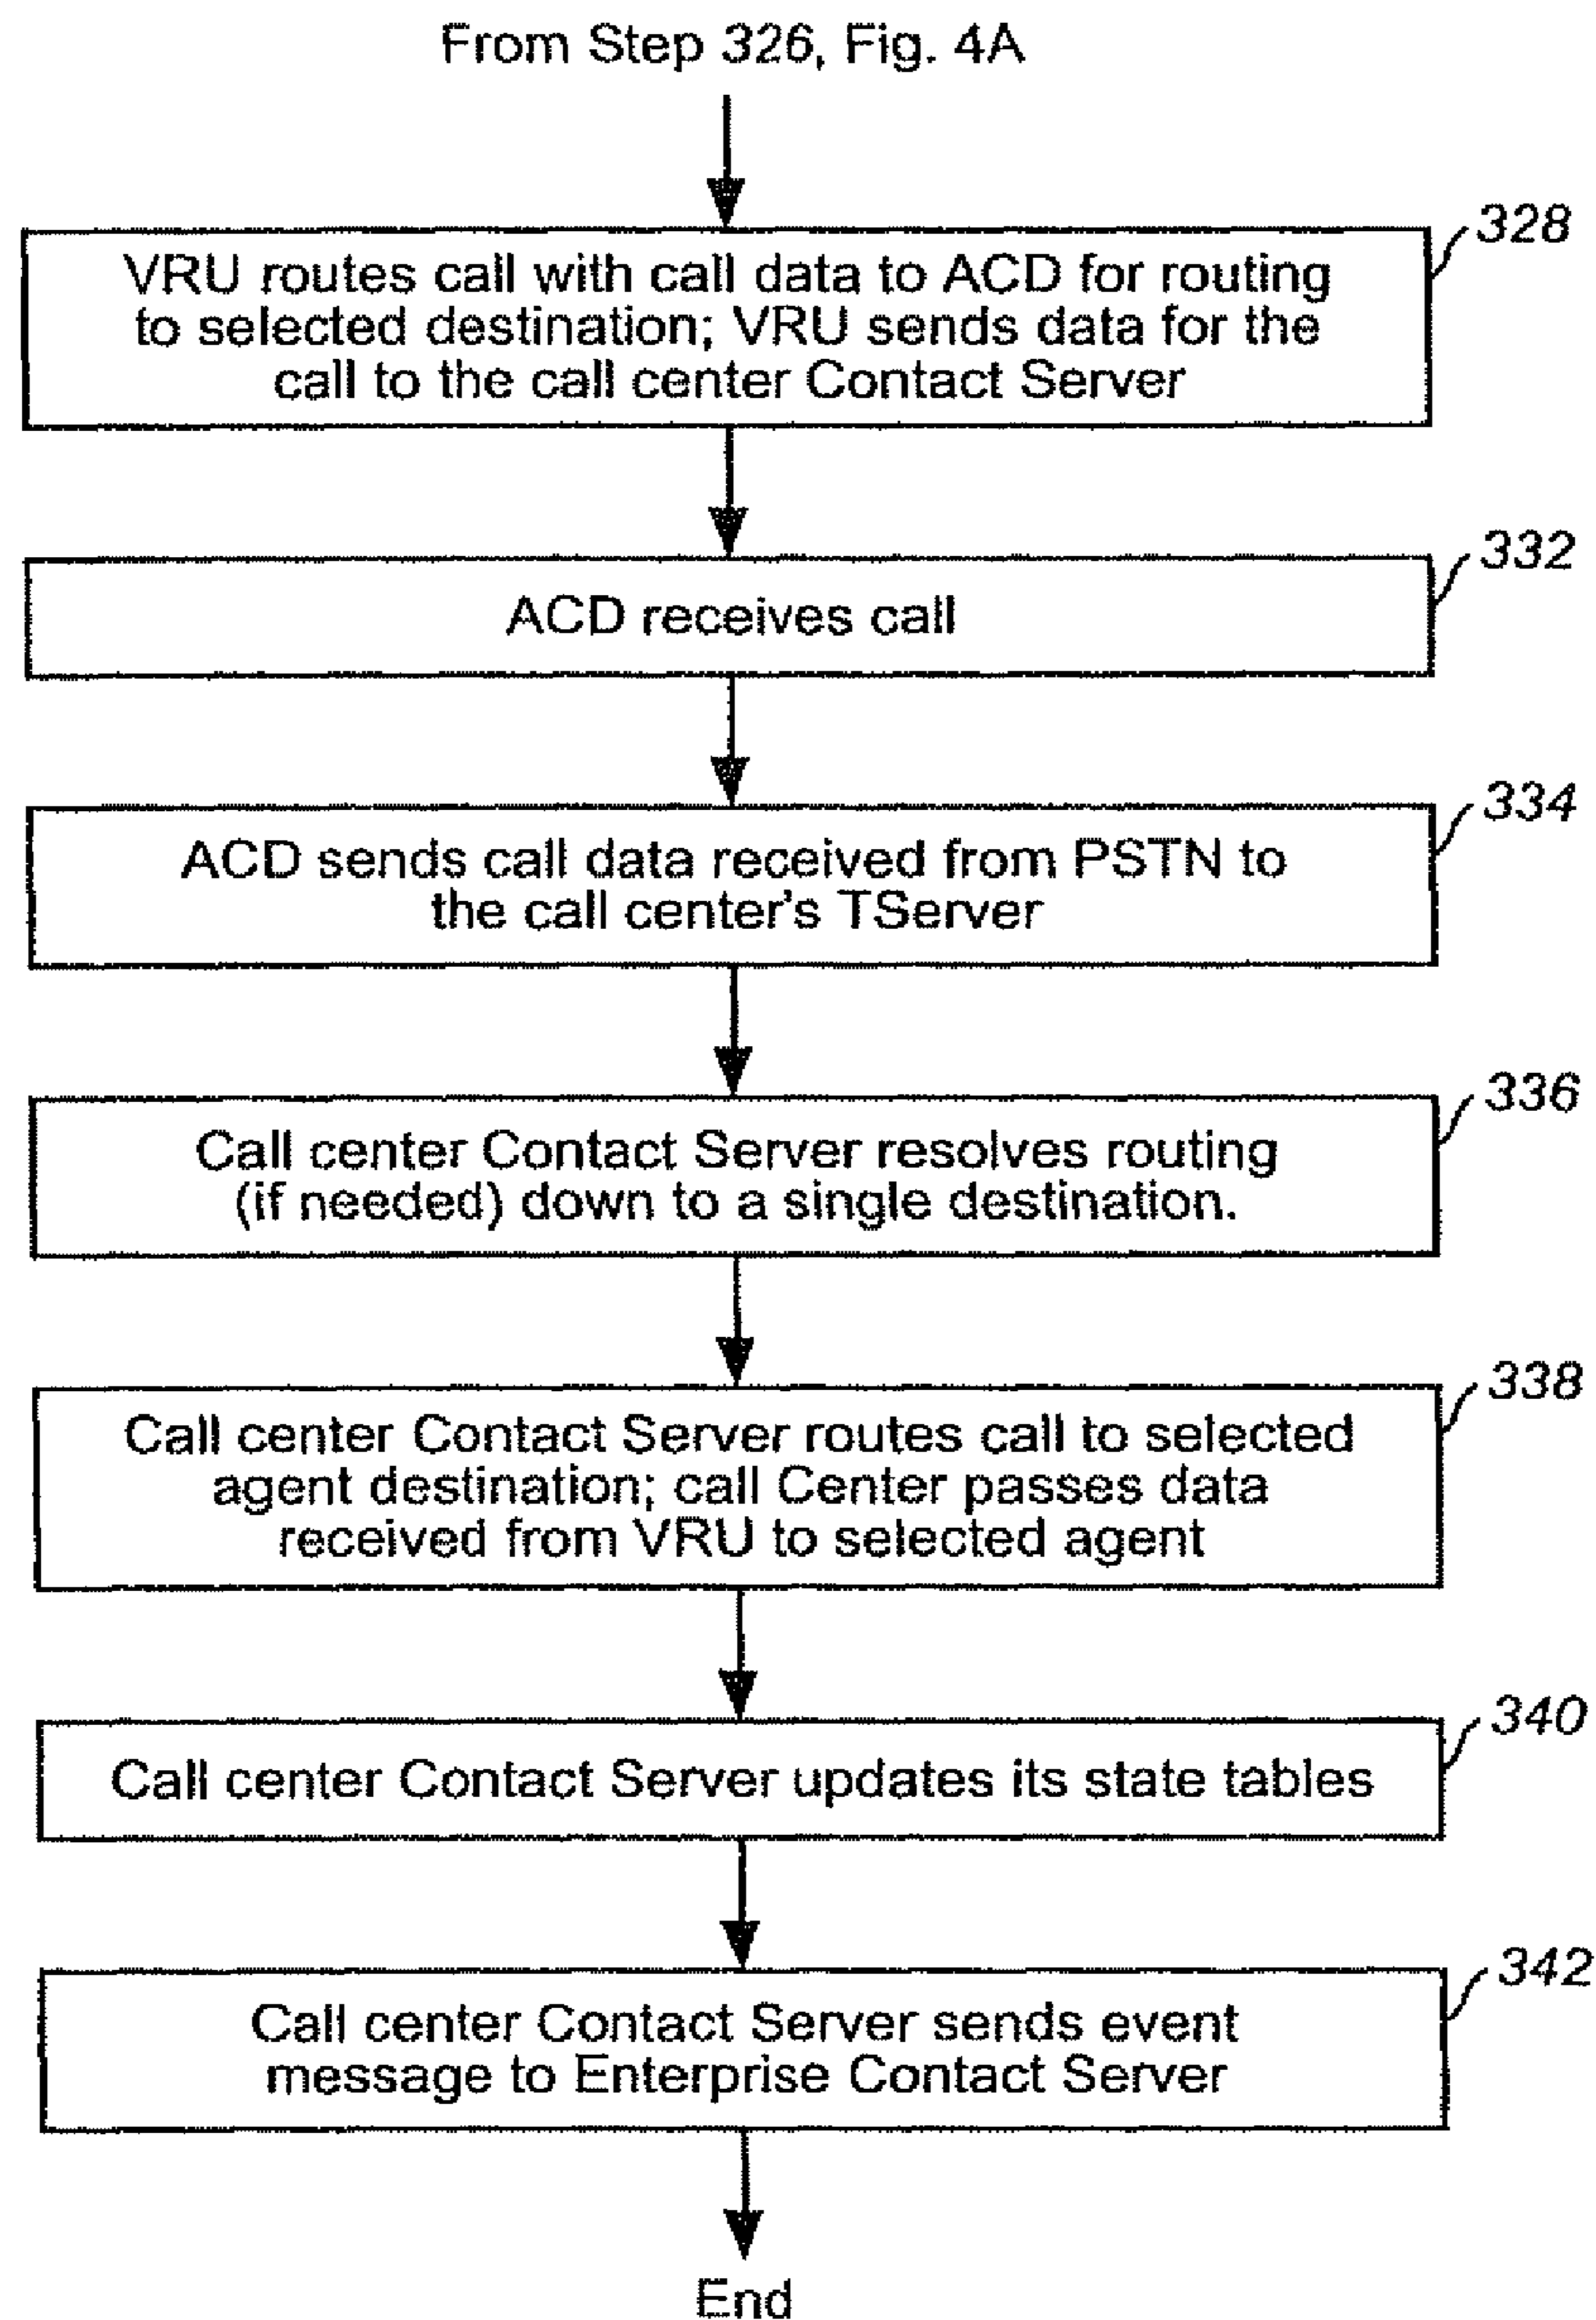 From Step 326, Fig. 4A
328
VRU routes call with call data to ACD for routing
to selected destination; VRU sends data for the
call to the call center Contact Server
332
ACD receives call
334
ACD sends call data received from PSTN to
the call center's TServer
336
Call center Contact Server resolves routing
(if needed) down to a single destination.
338
Call center Contact Server routes call to selected
agent destination; call Center passes data
received from VRU to selected agent
340
Call center Contact Server updates its state tables
342
Call center Contact Server sends event
message to Enterprise Contact Server
End